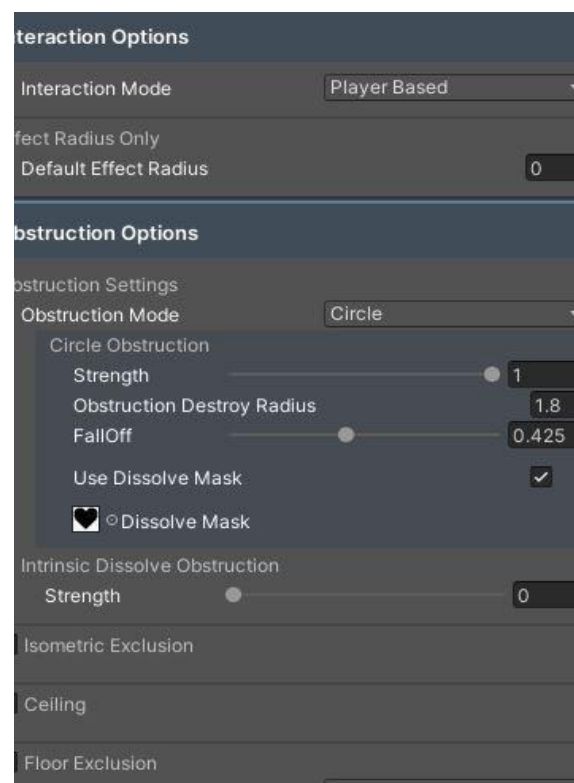 teraction Options
Interaction Mode Player Based
fect Radius Only
Default Effect Radius 0
bstruction Options
bstruction Settings
Obstruction Mode Circle
Circle Obstruction
Strength 1
Obstruction Destroy Radius 1.8
FallOff 0.425
Use Dissolve Mask
Dissolve Mask
Intrinsic Dissolve Obstruction
Strength 0
Isometric Exclusion
Ceiling
Floor Exclusion